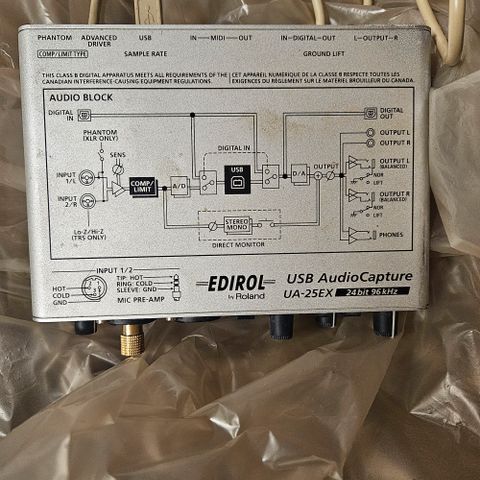 PHANTOM ADVANCED DRIVER USB IN—MIDI—OUT IN—DIGITAL—OUT L—OUTPUT—R
COMP/LIMIT TYPE SAMPLE RATE GROUND LIFT
THIS CLASS B DIGITAL APPARATUS MEETS ALL REQUIREMENTS OF THE
CANADIAN INTERFERENCE-CAUSING EQUIPMENT REGULATIONS.
CET APPAREIL NUMÉRIQUE DE LA CLASSE B RESPECTE TOUTES LES
EXIGENCES DU RÈGLEMENT SUR LE MATÉRIEL BROUILLEUR DU CANADA.
AUDIO BLOCK
DIGITAL IN
DIGITAL OUT
PHANTOM
(XLR ONLY)
DIGITAL IN
OUTPUT L
OUTPUT R
SENS
USB
OUTPUT
OUTPUT L
(BALANCED)
INPUT 1/L
COMP/LIMIT
A/D
D/A
NOR
LIFT
INPUT 2/R
OUTPUT R
(BALANCED)
NOR
LIFT
Lo-Z/Hi-Z
(TRS ONLY)
STEREO
MONO
DIRECT MONITOR
PHONES
INPUT 1/2
HOT
COLD
GND
TIP: HOT
RING: COLD
SLEEVE: GND
MIC PRE-AMP
EDIROL
by Roland
USB AudioCapture
UA-25EX 24bit 96kHz